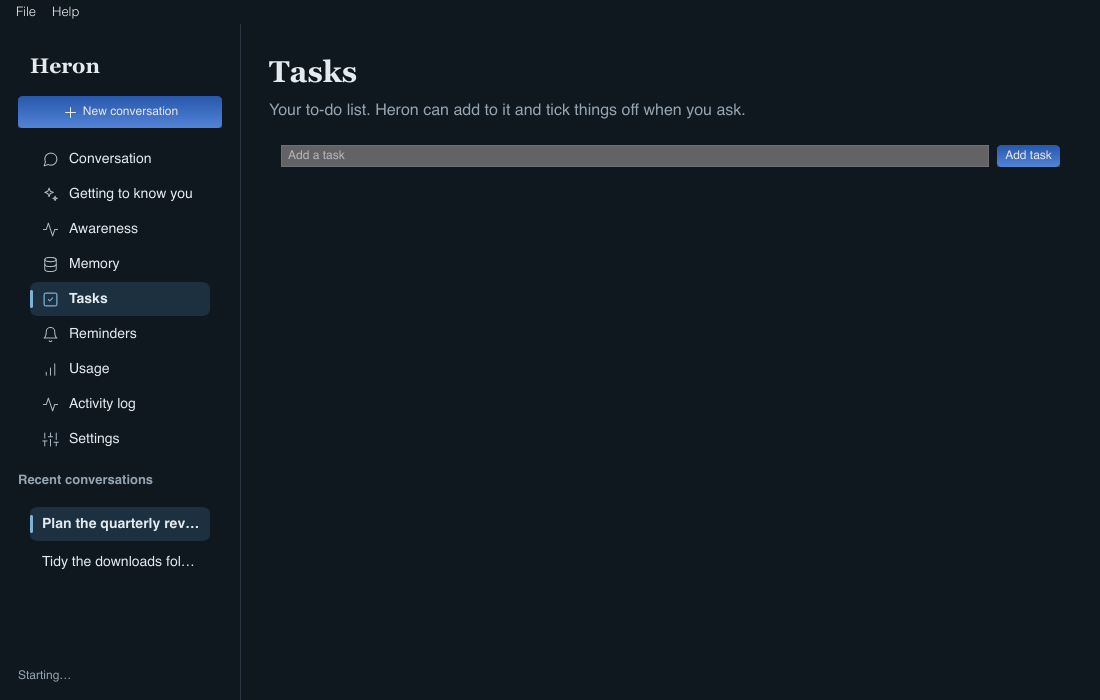 File Help
Heron
New conversation
Conversation
Getting to know you
Awareness
Memory
Tasks
Reminders
Usage
Activity log
Settings
Recent conversations
Plan the quarterly rev…
Tidy the downloads fol…
Starting…
Tasks
Your to-do list. Heron can add to it and tick things off when you ask.
Add a task
Add task